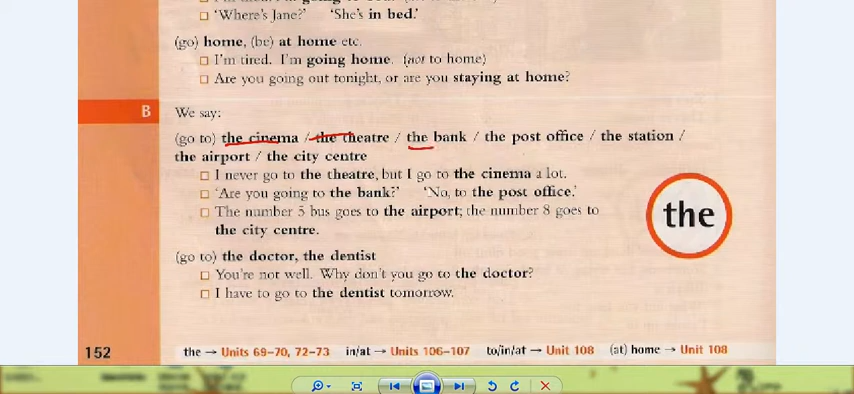 'Where's Jane?' 'She's in bed.'
(go) home, (be) at home etc.
I'm tired. I'm going home. (not to home)
Are you going out tonight, or are you staying at home?
B We say:
(go to) the cinema / the theatre / the bank / the post office / the station /
the airport / the city centre
I never go to the theatre, but I go to the cinema a lot.
'Are you going to the bank?' 'No, to the post office.'
The number 5 bus goes to the airport; the number 8 goes to
the city centre.
the
(go to) the doctor, the dentist
You're not well. Why don't you go to the doctor?
I have to go to the dentist tomorrow.
152 the → Units 69–70, 72–73 in/at → Units 106–107 to/in/at → Unit 108 (at) home → Unit 108